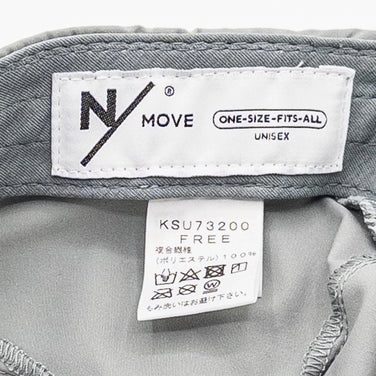 N/® MOVE
ONE-SIZE-FITS-ALL
UNISEX
KSU73200
FREE
複合繊維
(ポリエステル) 100%
W
もみ洗いはお避け下さい。